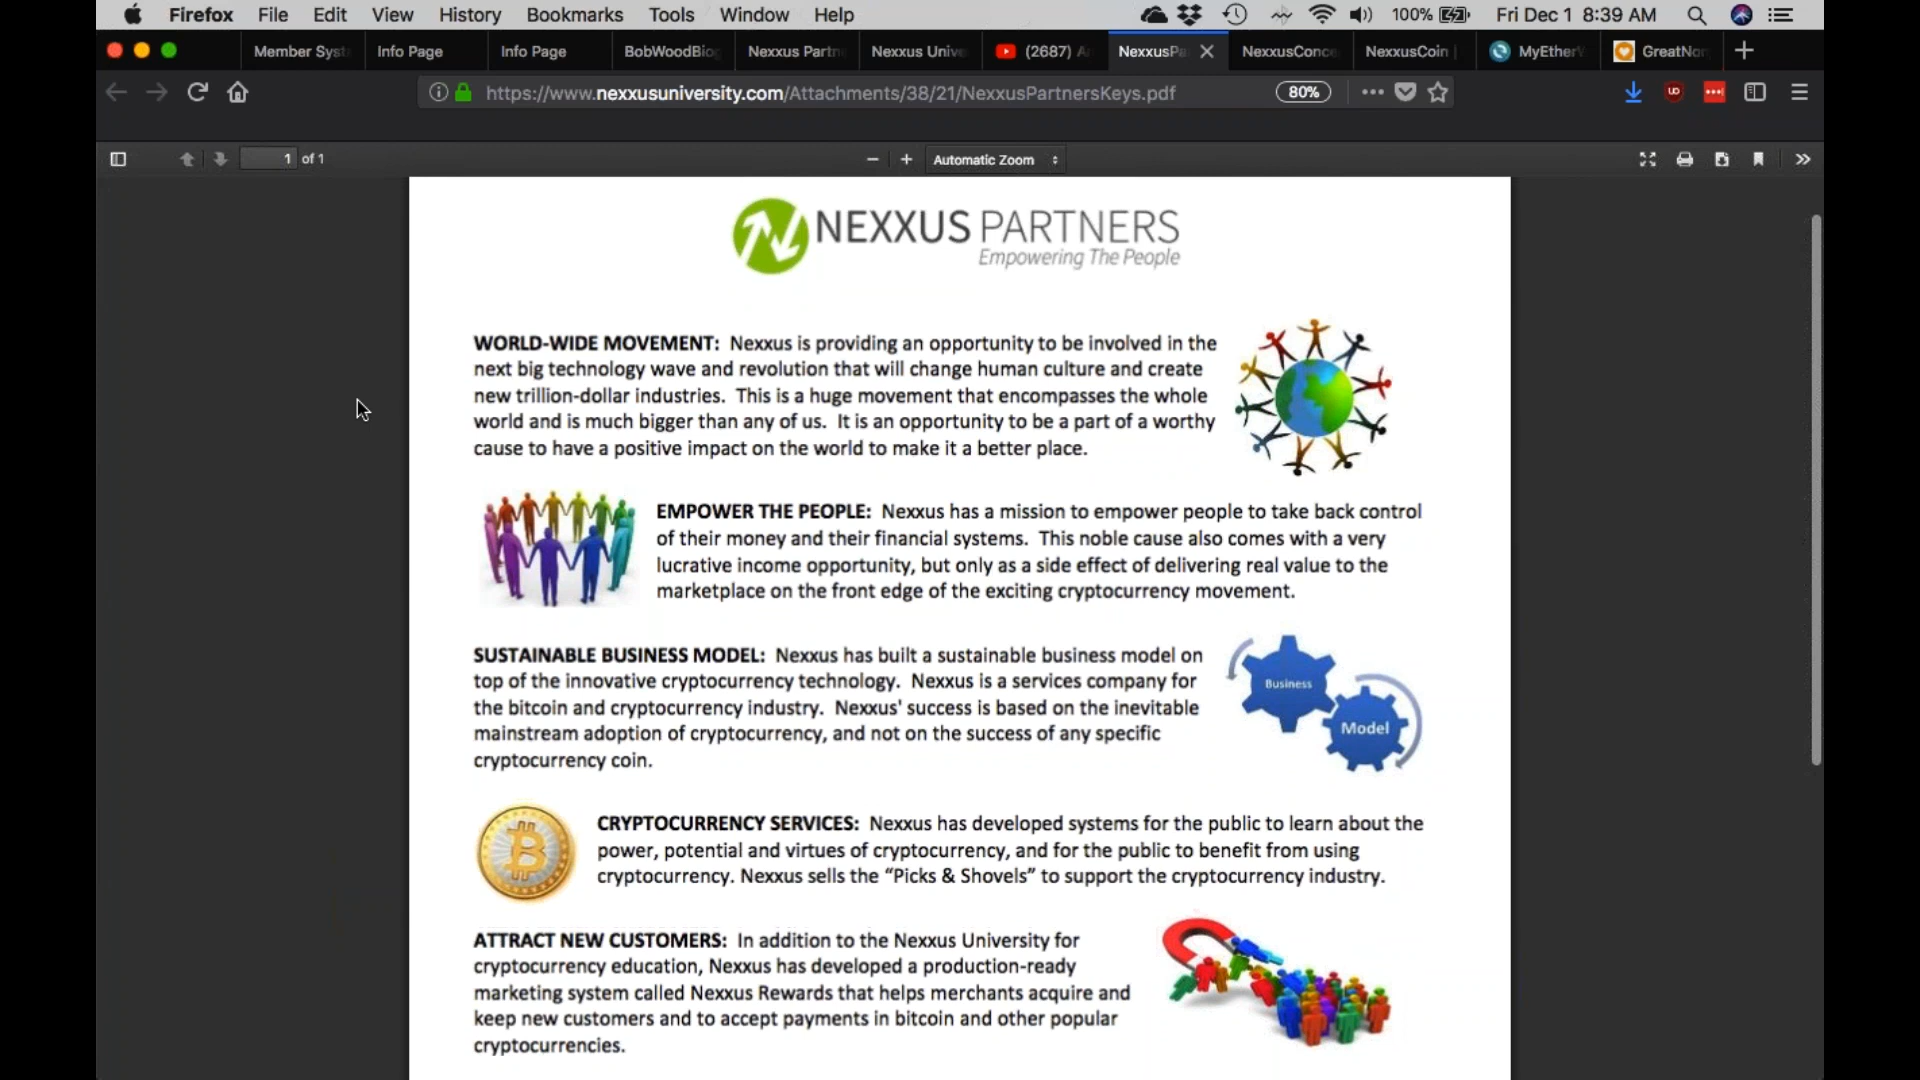 Firefox File Edit View History Bookmarks Tools Window Help 100% Fri Dec 1 8:39 AM
Member Syst Info Page Info Page BobWoodBlo Nexxus Partn Nexxus Unive (2687) A NexxusPa NexxusConce NexxusCoin MyEtherW GreatNon
https://www.nexxusuniversity.com/Attachments/38/21/NexxusPartnersKeys.pdf 80%
1 of 1 Automatic Zoom
NEXXUS PARTNERS
Empowering The People
WORLD-WIDE MOVEMENT: Nexxus is providing an opportunity to be involved in the
next big technology wave and revolution that will change human culture and create
new trillion-dollar industries. This is a huge movement that encompasses the whole
world and is much bigger than any of us. It is an opportunity to be a part of a worthy
cause to have a positive impact on the world to make it a better place.
EMPOWER THE PEOPLE: Nexxus has a mission to empower people to take back control
of their money and their financial systems. This noble cause also comes with a very
lucrative income opportunity, but only as a side effect of delivering real value to the
marketplace on the front edge of the exciting cryptocurrency movement.
SUSTAINABLE BUSINESS MODEL: Nexxus has built a sustainable business model on
top of the innovative cryptocurrency technology. Nexxus is a services company for
the bitcoin and cryptocurrency industry. Nexxus' success is based on the inevitable
mainstream adoption of cryptocurrency, and not on the success of any specific
cryptocurrency coin.
Business
Model
CRYPTOCURRENCY SERVICES: Nexxus has developed systems for the public to learn about the
power, potential and virtues of cryptocurrency, and for the public to benefit from using
cryptocurrency. Nexxus sells the “Picks & Shovels” to support the cryptocurrency industry.
ATTRACT NEW CUSTOMERS: In addition to the Nexxus University for
cryptocurrency education, Nexxus has developed a production-ready
marketing system called Nexxus Rewards that helps merchants acquire and
keep new customers and to accept payments in bitcoin and other popular
cryptocurrencies.